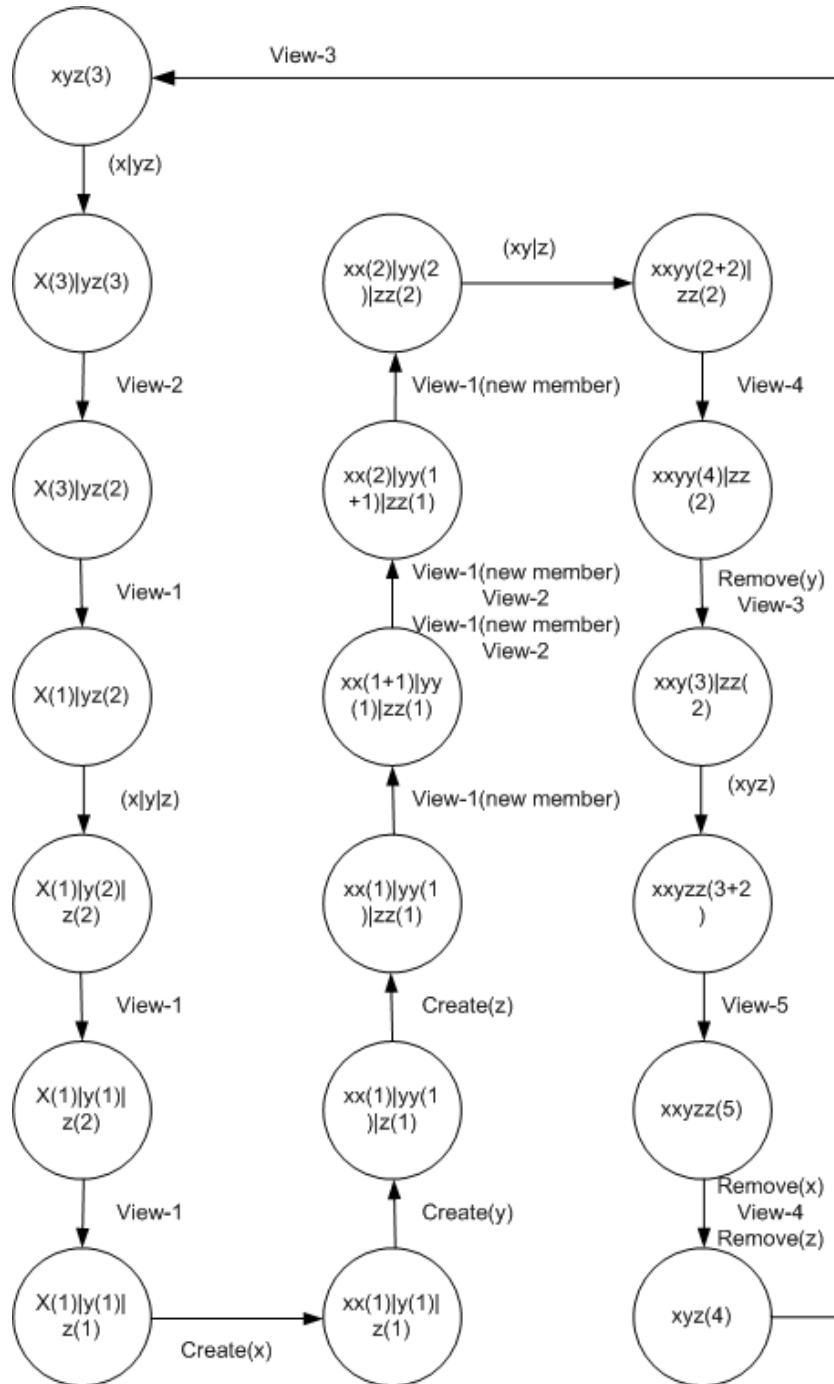 xyz(3)
View-3
(x|yz)
X(3)|yz(3)
View-2
X(3)|yz(2)
View-1
X(1)|yz(2)
(x|y|z)
X(1)|y(2)|
z(2)
View-1
X(1)|y(1)|
z(2)
View-1
X(1)|y(1)|
z(1)
Create(x)
xx(1)|y(1)|
z(1)
Create(y)
xx(1)|yy(1
)|z(1)
Create(z)
xx(1)|yy(1
)|zz(1)
View-1(new member)
xx(1+1)|yy
(1)|zz(1)
View-1(new member)
View-2
View-1(new member)
View-2
xx(2)|yy(1
+1)|zz(1)
View-1(new member)
xx(2)|yy(2
)|zz(2)
(xy|z)
xxyy(2+2)|
zz(2)
View-4
xxyy(4)|zz
(2)
Remove(y)
View-3
xxy(3)|zz(
2)
(xyz)
xxyzz(3+2
)
View-5
xxyzz(5)
Remove(x)
View-4
Remove(z)
xyz(4)